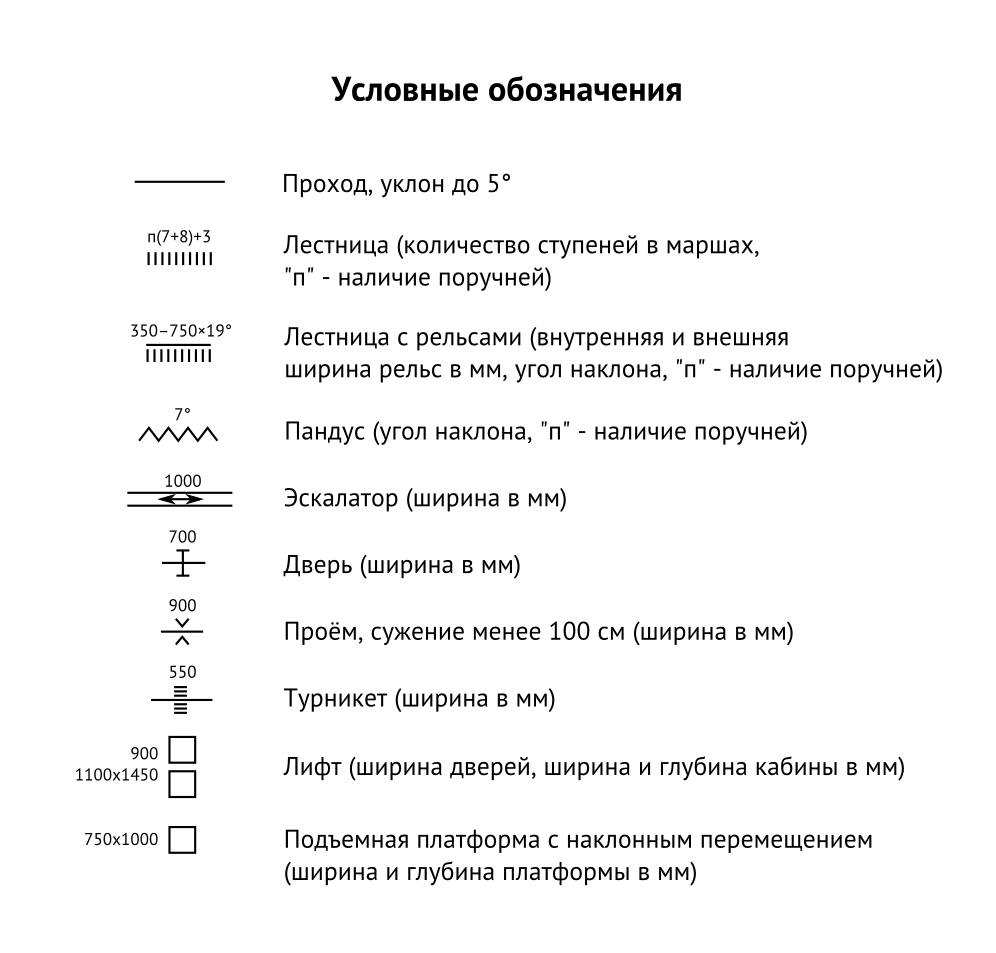 Условные обозначения
Проход, уклон до 5°
п(7+8)+3
Лестница (количество ступеней в маршах,
"п" - наличие поручней)
350–750×19°
Лестница с рельсами (внутренняя и внешняя
ширина рельс в мм, угол наклона, "п" - наличие поручней)
7°
Пандус (угол наклона, "п" - наличие поручней)
1000
Эскалатор (ширина в мм)
700
Дверь (ширина в мм)
900
Проём, сужение менее 100 см (ширина в мм)
550
Турникет (ширина в мм)
900
1100x1450
Лифт (ширина дверей, ширина и глубина кабины в мм)
750x1000
Подъемная платформа с наклонным перемещением
(ширина и глубина платформы в мм)